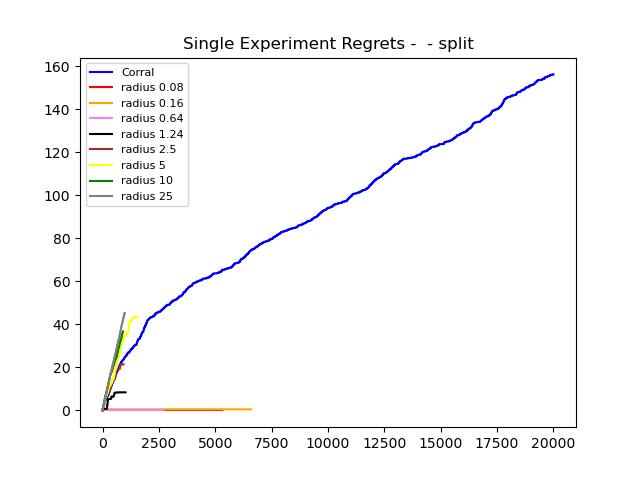 Single Experiment Regrets -  - split
160
140
120
100
80
60
40
20
0
Corral
radius 0.08
radius 0.16
radius 0.64
radius 1.24
radius 2.5
radius 5
radius 10
radius 25
0 2500 5000 7500 10000 12500 15000 17500 20000